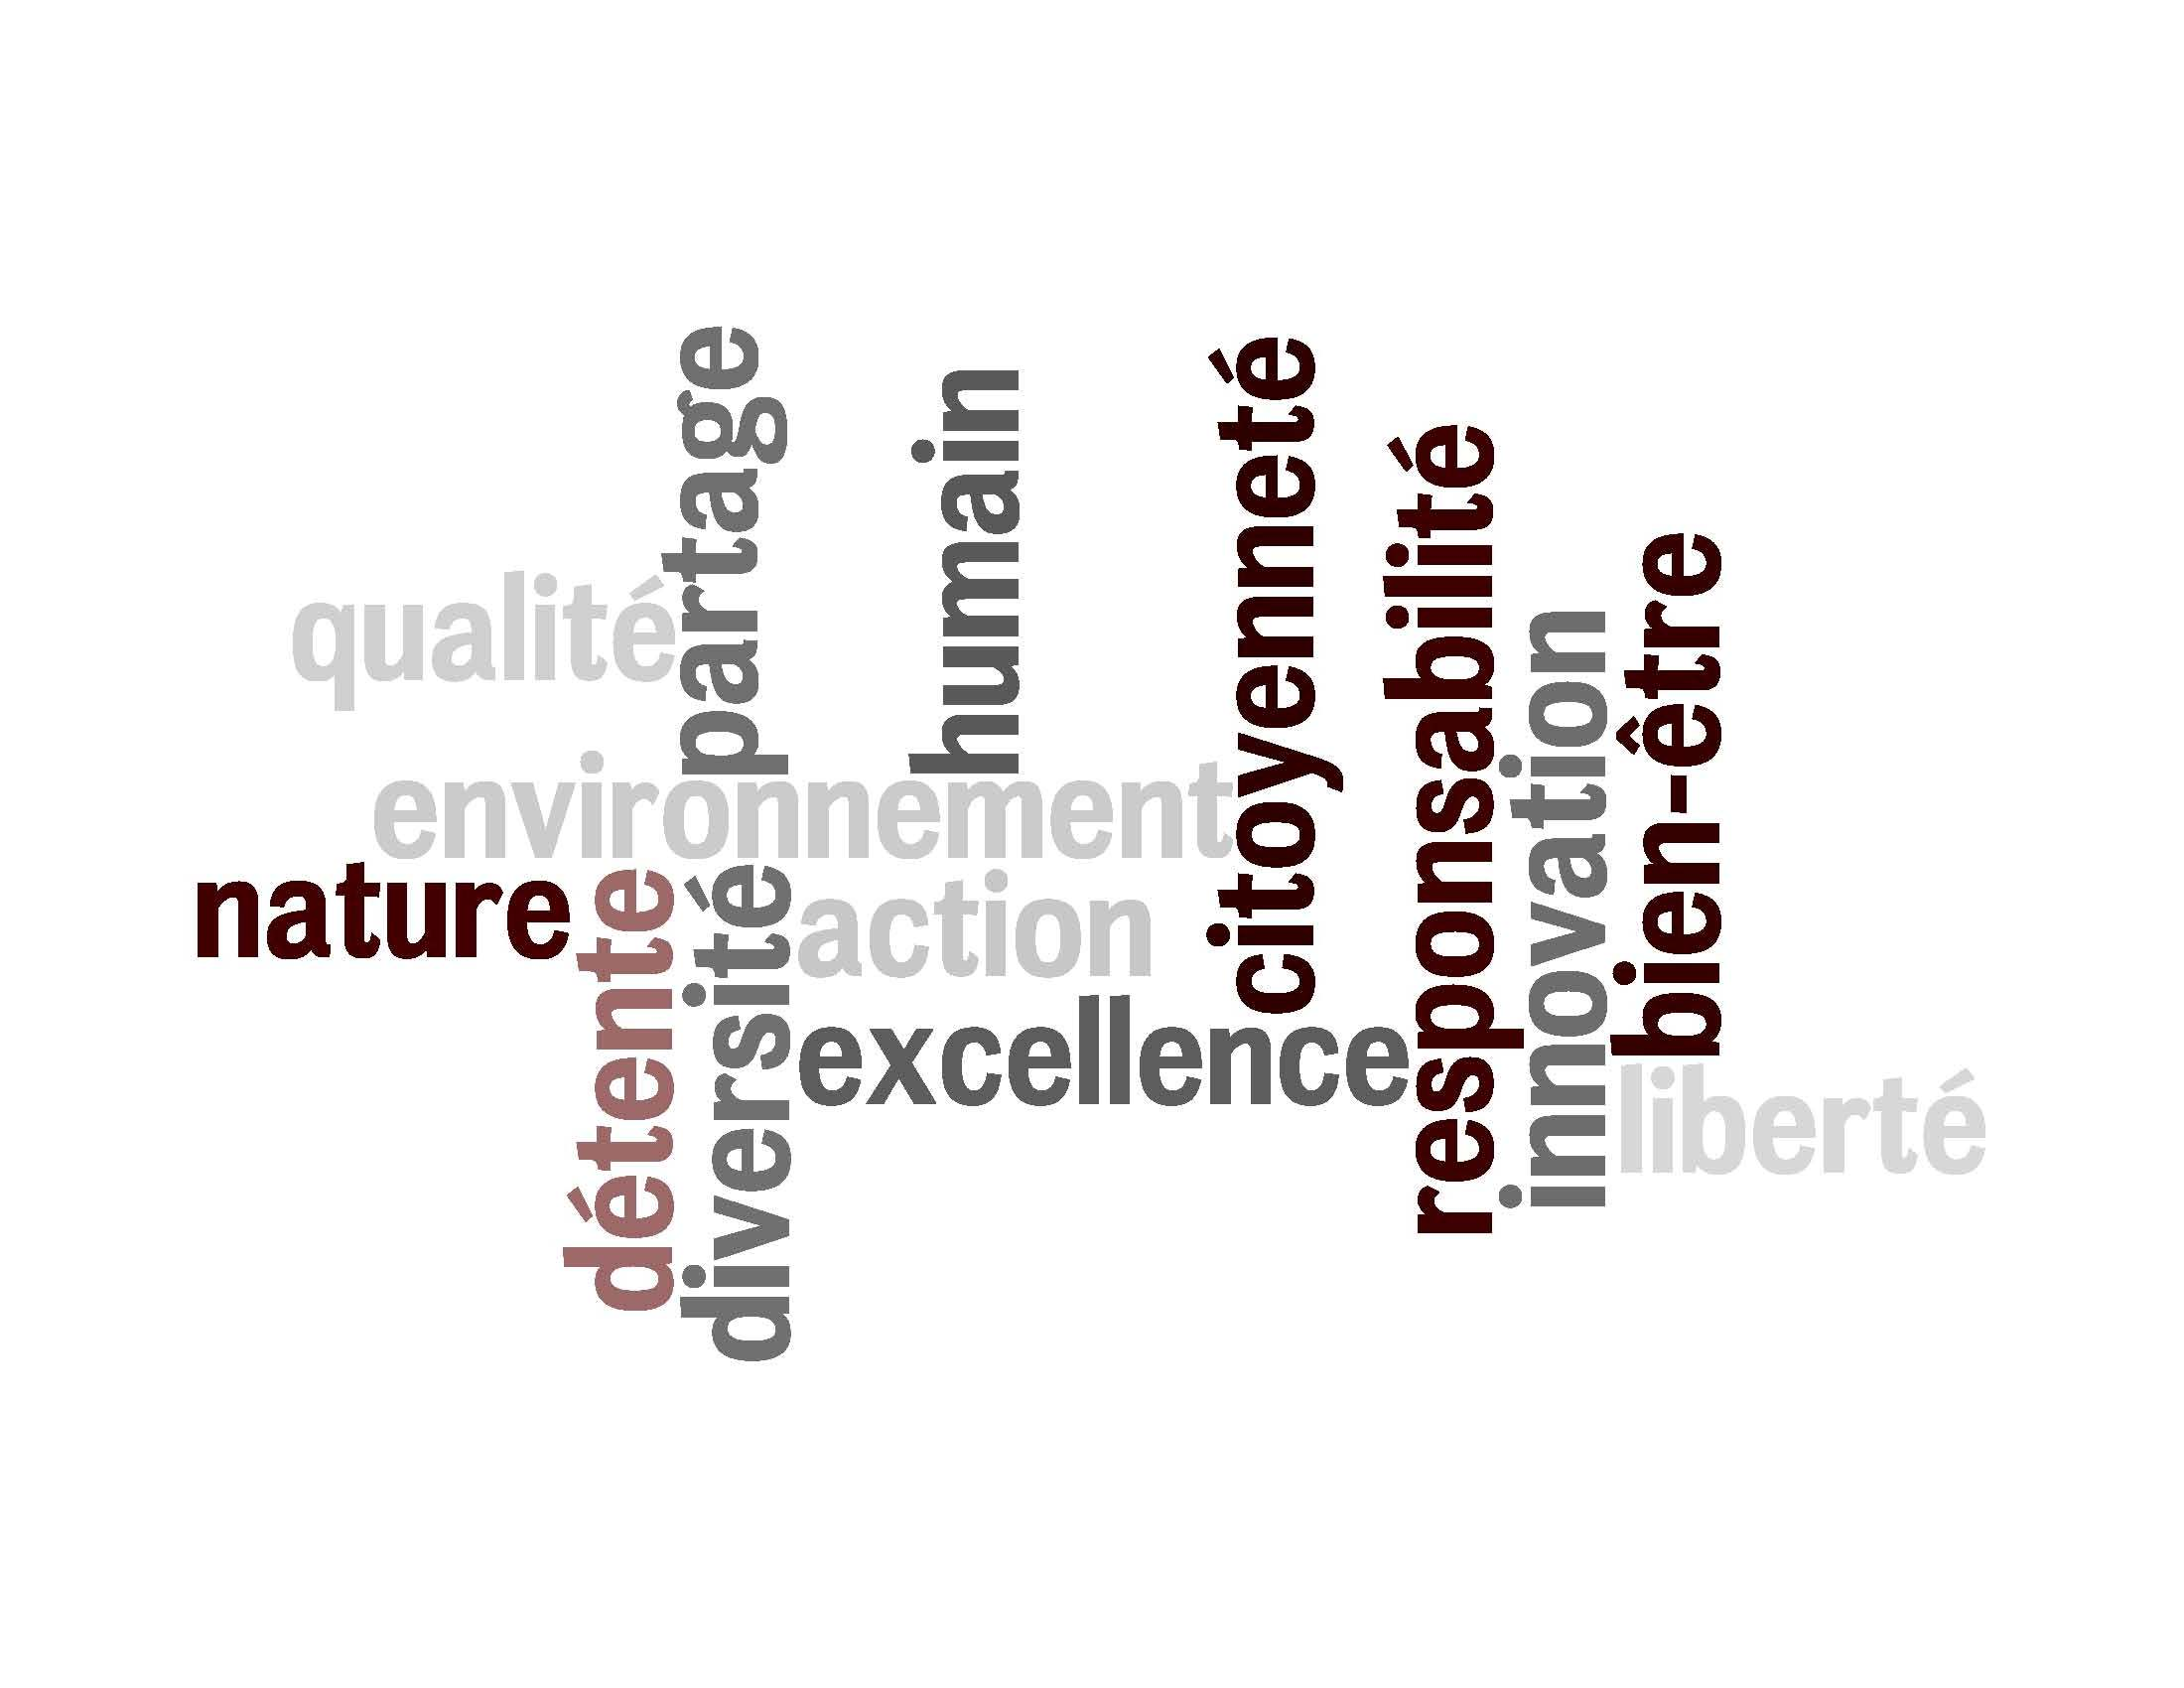 partage
humain
citoyenneté
responsabilité
bien-être
qualité
innovation
environnement
nature
détente
diversité
action
excellence
liberté